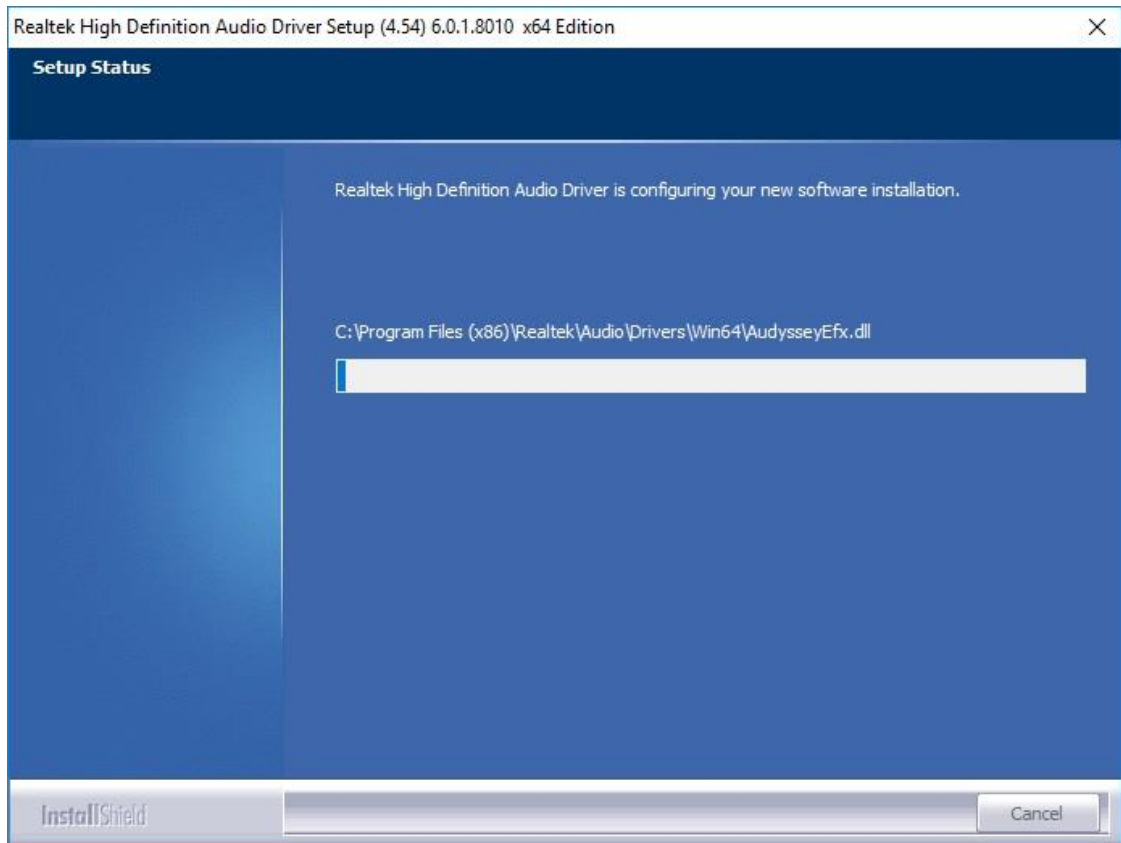 Realtek High Definition Audio Driver Setup (4.54) 6.0.1.8010 x64 Edition
Setup Status
Realtek High Definition Audio Driver is configuring your new software installation.
C:\Program Files (x86)\Realtek\Audio\Drivers\Win64\AudysseyEfx.dll
InstallShield
Cancel